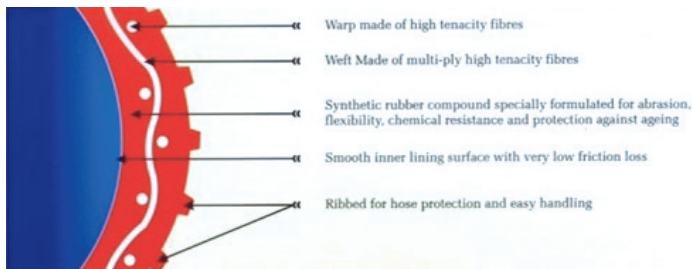 Warp made of high tenacity fibres
Weft Made of multi-ply high tenacity fibres
Synthetic rubber compound specially formulated for abrasion,
flexibility, chemical resistance and protection against ageing
Smooth inner lining surface with very low friction loss
Ribbed for hose protection and easy handling